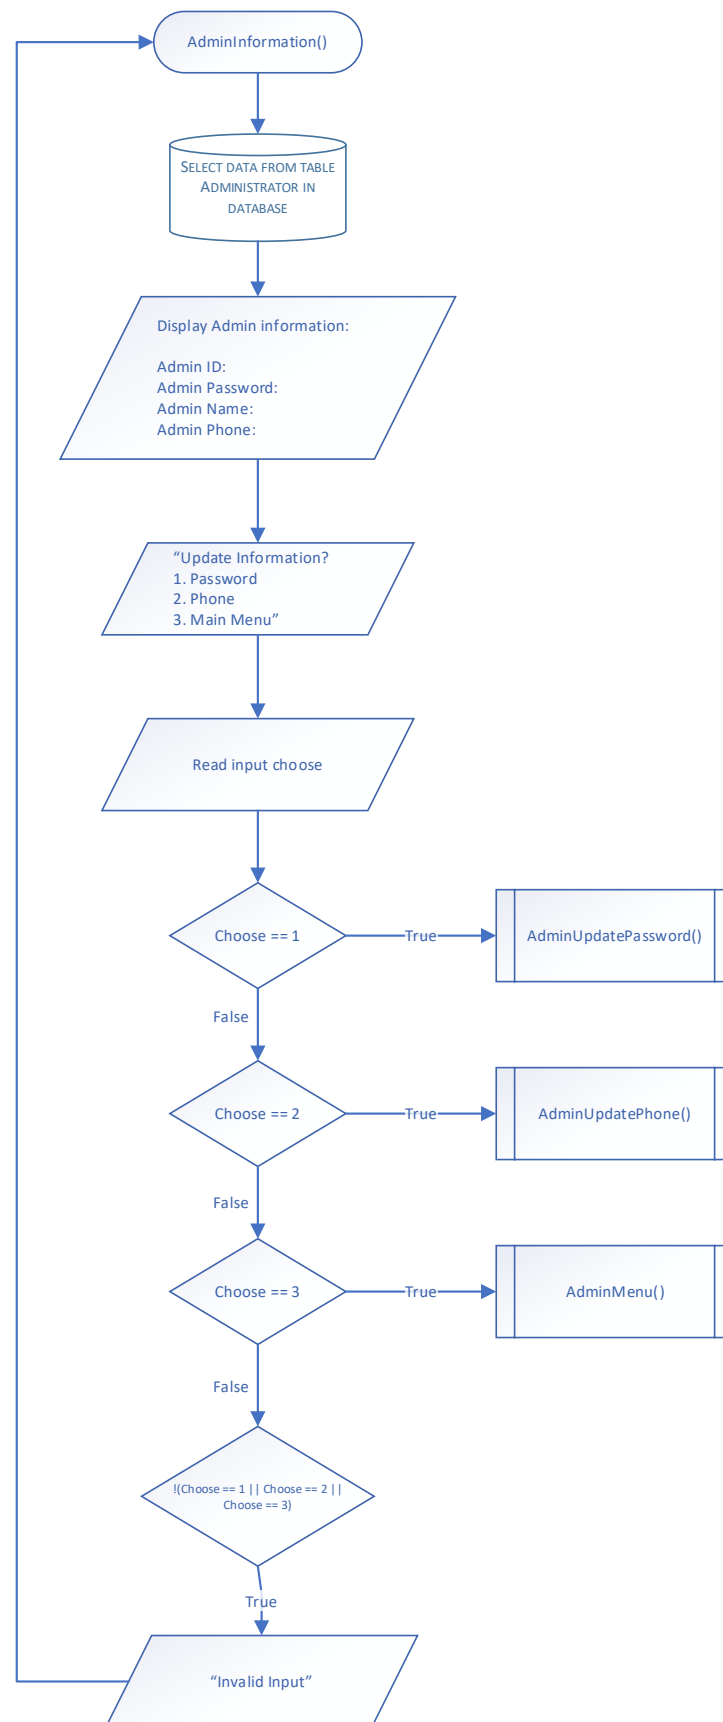 AdminInformation()
SELECT DATA FROM TABLE
ADMINISTRATOR IN
DATABASE
Display Admin information:
Admin ID:
Admin Password:
Admin Name:
Admin Phone:
“Update Information?
1. Password
2. Phone
3. Main Menu”
Read input choose
Choose == 1
True
AdminUpdatePassword()
False
Choose == 2
True
AdminUpdatePhone()
False
Choose == 3
True
AdminMenu()
False
!(Choose == 1 || Choose == 2 ||
Choose == 3)
True
“Invalid Input”